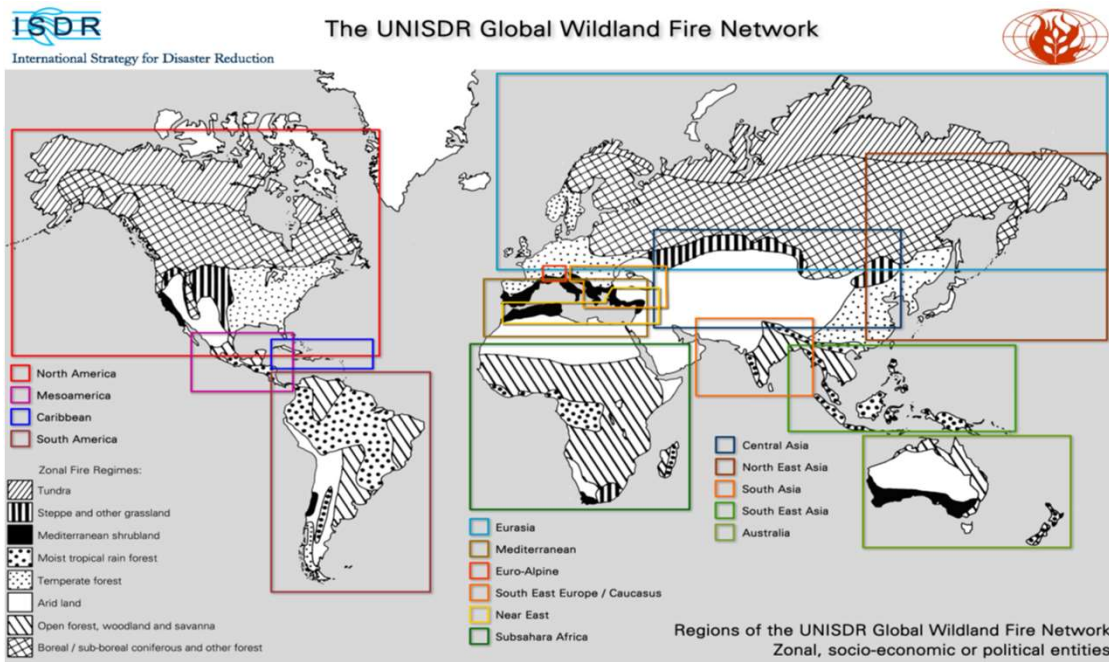 ISDR
International Strategy for Disaster Reduction
The UNISDR Global Wildland Fire Network
North America
Mesoamerica
Caribbean
South America
Zonal Fire Regimes:
Tundra
Steppe and other grassland
Mediterranean shrubland
Moist tropical rain forest
Temperate forest
Arid land
Open forest, woodland and savanna
Boreal / sub-boreal coniferous and other forest
Eurasia
Mediterranean
Euro-Alpine
South East Europe / Caucasus
Near East
Subsahara Africa
Central Asia
North East Asia
South Asia
South East Asia
Australia
Regions of the UNISDR Global Wildland Fire Network
Zonal, socio-economic or political entities